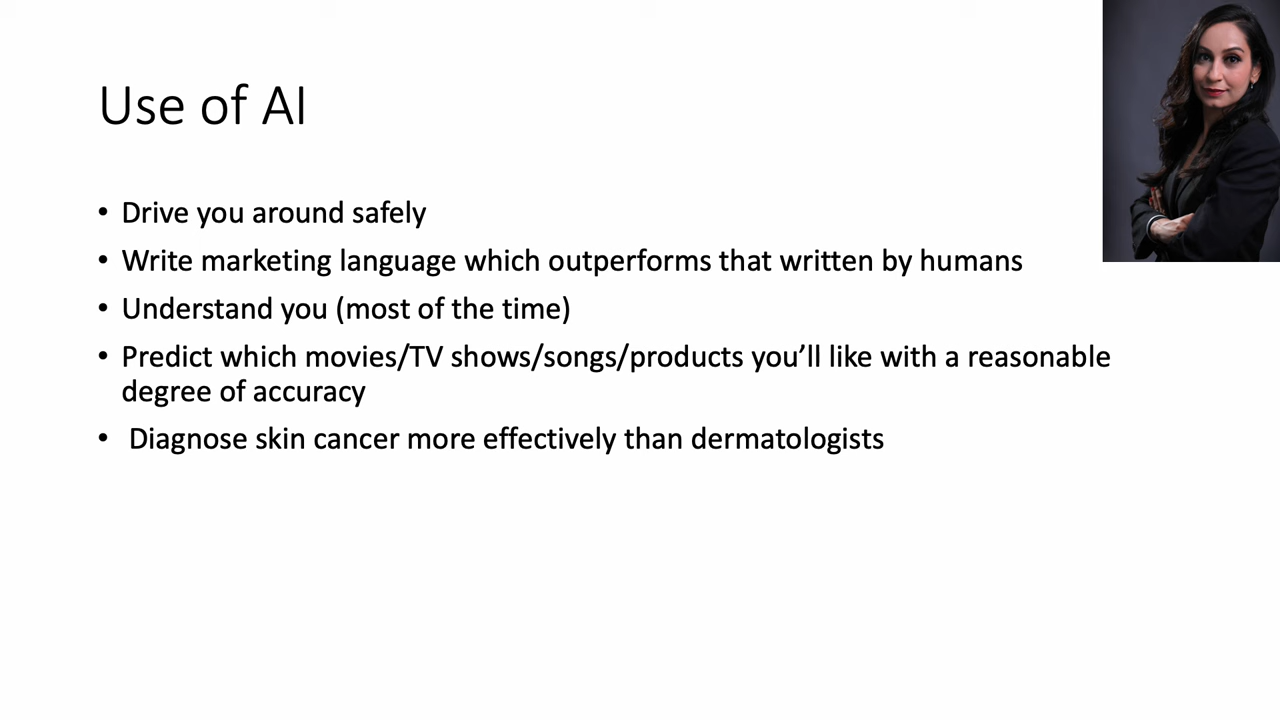 Use of AI
• Drive you around safely
• Write marketing language which outperforms that written by humans
• Understand you (most of the time)
• Predict which movies/TV shows/songs/products you’ll like with a reasonable
degree of accuracy
• Diagnose skin cancer more effectively than dermatologists